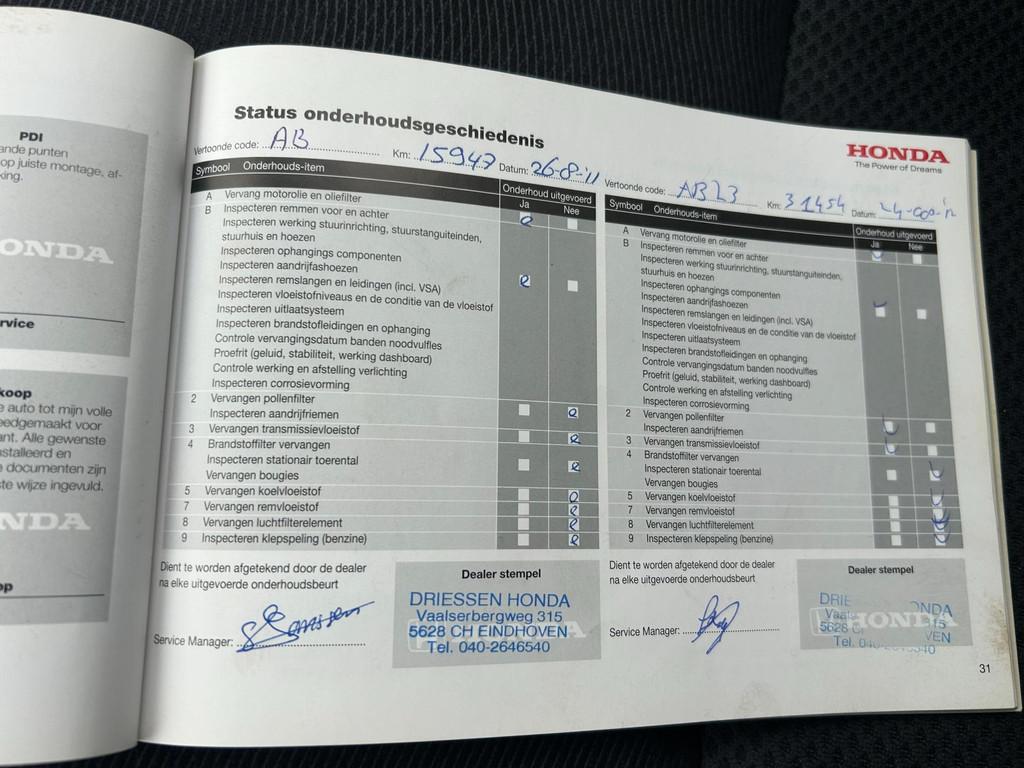 PDI
ande punten
op juiste montage, af-
king.
ONDA
rvice
koop
e auto tot mijn volle
eedgemaakt voor
ant. Alle gewenste
nstalleerd en
e documenten zijn
ste wijze ingevuld.
NDA
op
Status onderhoudsgeschiedenis
Vertoonde code: AB Km: 15947 Datum: 26-8-11
Symbool Onderhouds-item Onderhoud uitgevoerd
Ja Nee
A Vervang motorolie en oliefilter
B Inspecteren remmen voor en achter
Inspecteren werking stuurinrichting, stuurstanguiteinden,
stuurhuis en hoezen
Inspecteren ophangings componenten
Inspecteren aandrijfashoezen
Inspecteren remslangen en leidingen (incl. VSA)
Inspecteren vloeistofniveaus en de conditie van de vloeistof
Inspecteren uitlaatsysteem
Inspecteren brandstofleidingen en ophanging
Controle vervangingsdatum banden noodvulfles
Proefrit (geluid, stabiliteit, werking dashboard)
Controle werking en afstelling verlichting
Inspecteren corrosievorming
2 Vervangen pollenfilter
Inspecteren aandrijfriemen
3 Vervangen transmissievloeistof
4 Brandstoffilter vervangen
Inspecteren stationair toerental
Vervangen bougies
5 Vervangen koelvloeistof
7 Vervangen remvloeistof
8 Vervangen luchtfilterelement
9 Inspecteren klepspeling (benzine)
Dient te worden afgetekend door de dealer
na elke uitgevoerde onderhoudsbeurt
Service Manager:
Dealer stempel
DRIESSEN HONDA
Vaalserbergweg 315
5628 CH EINDHOVEN
Tel. 040-2646540
HONDA
The Power of Dreams
Vertoonde code: AB23 Km: 31454 Datum:
Symbool Onderhouds-item Onderhoud uitgevoerd
Ja Nee
A Vervang motorolie en oliefilter
B Inspecteren remmen voor en achter
Inspecteren werking stuurinrichting, stuurstanguiteinden,
stuurhuis en hoezen
Inspecteren ophangings componenten
Inspecteren aandrijfashoezen
Inspecteren remslangen en leidingen (incl. VSA)
Inspecteren vloeistofniveaus en de conditie van de vloeistof
Inspecteren uitlaatsysteem
Inspecteren brandstofleidingen en ophanging
Controle vervangingsdatum banden noodvulfles
Proefrit (geluid, stabiliteit, werking dashboard)
Controle werking en afstelling verlichting
Inspecteren corrosievorming
2 Vervangen pollenfilter
Inspecteren aandrijfriemen
3 Vervangen transmissievloeistof
4 Brandstoffilter vervangen
Inspecteren stationair toerental
Vervangen bougies
5 Vervangen koelvloeistof
7 Vervangen remvloeistof
8 Vervangen luchtfilterelement
9 Inspecteren klepspeling (benzine)
Dient te worden afgetekend door de dealer
na elke uitgevoerde onderhoudsbeurt
Service Manager:
Dealer stempel
HONDA
31